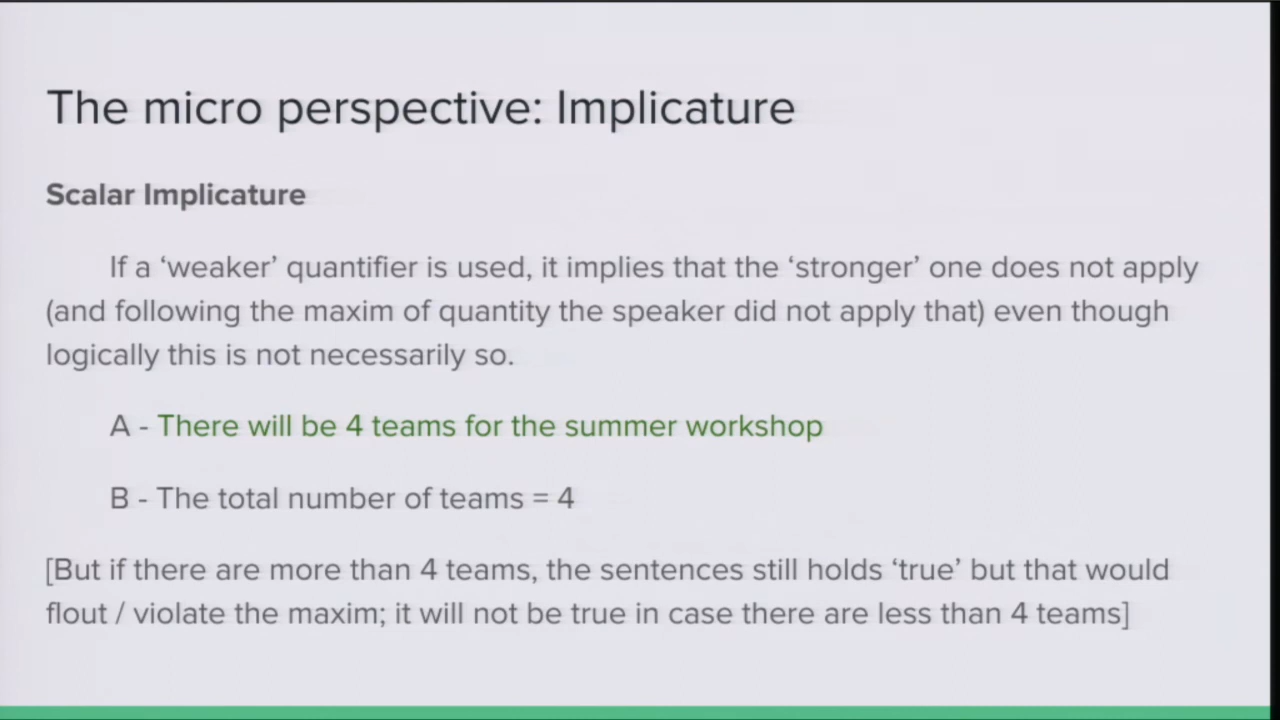 The micro perspective: Implicature
Scalar Implicature
If a ‘weaker’ quantifier is used, it implies that the ‘stronger’ one does not apply
(and following the maxim of quantity the speaker did not apply that) even though
logically this is not necessarily so.
A - There will be 4 teams for the summer workshop
B - The total number of teams = 4
[But if there are more than 4 teams, the sentences still holds ‘true’ but that would
flout / violate the maxim; it will not be true in case there are less than 4 teams]